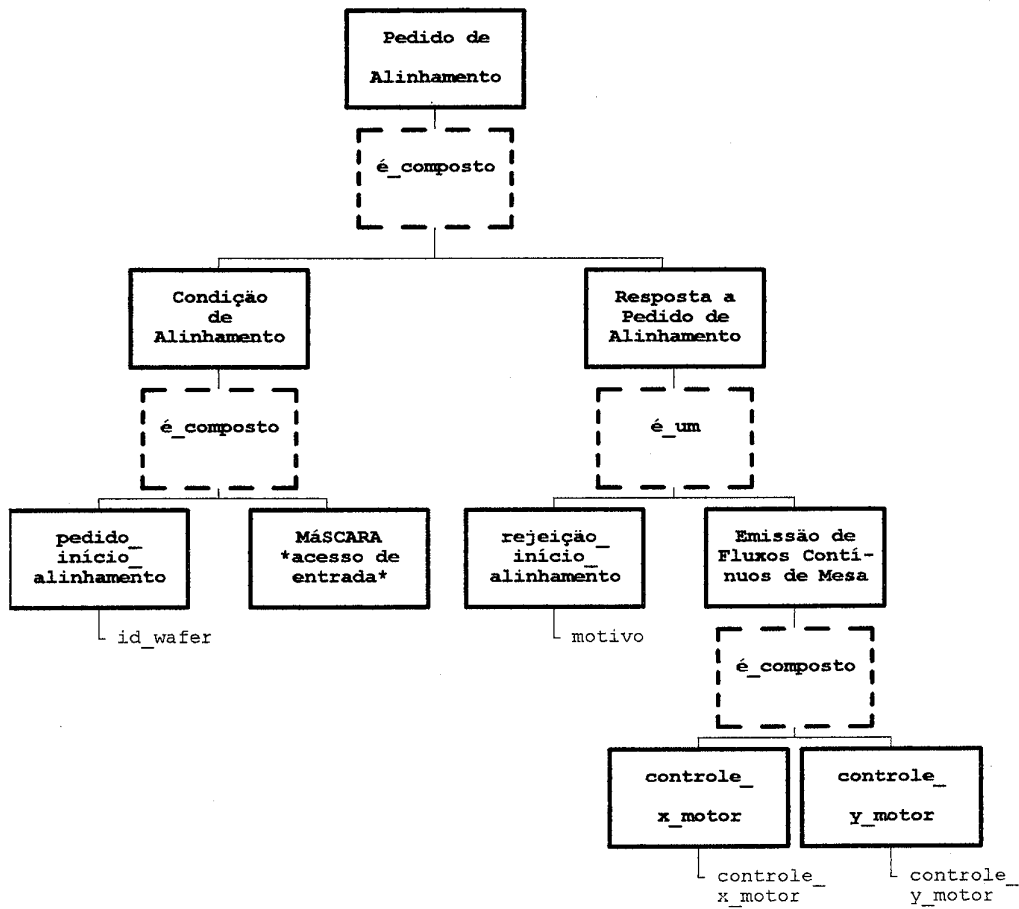 Pedido de
Alinhamento
é_composto
Condição
de
Alinhamento
Resposta a
Pedido de
Alinhamento
é_composto
é_um
pedido_
início_
alinhamento
MáSCARA
*acesso de
entrada*
rejeição_
início_
alinhamento
Emissão de
Fluxos Contí-
nuos de Mesa
id_wafer
motivo
é_composto
controle_
x_motor
controle_
y_motor
controle_
x_motor
controle_
y_motor